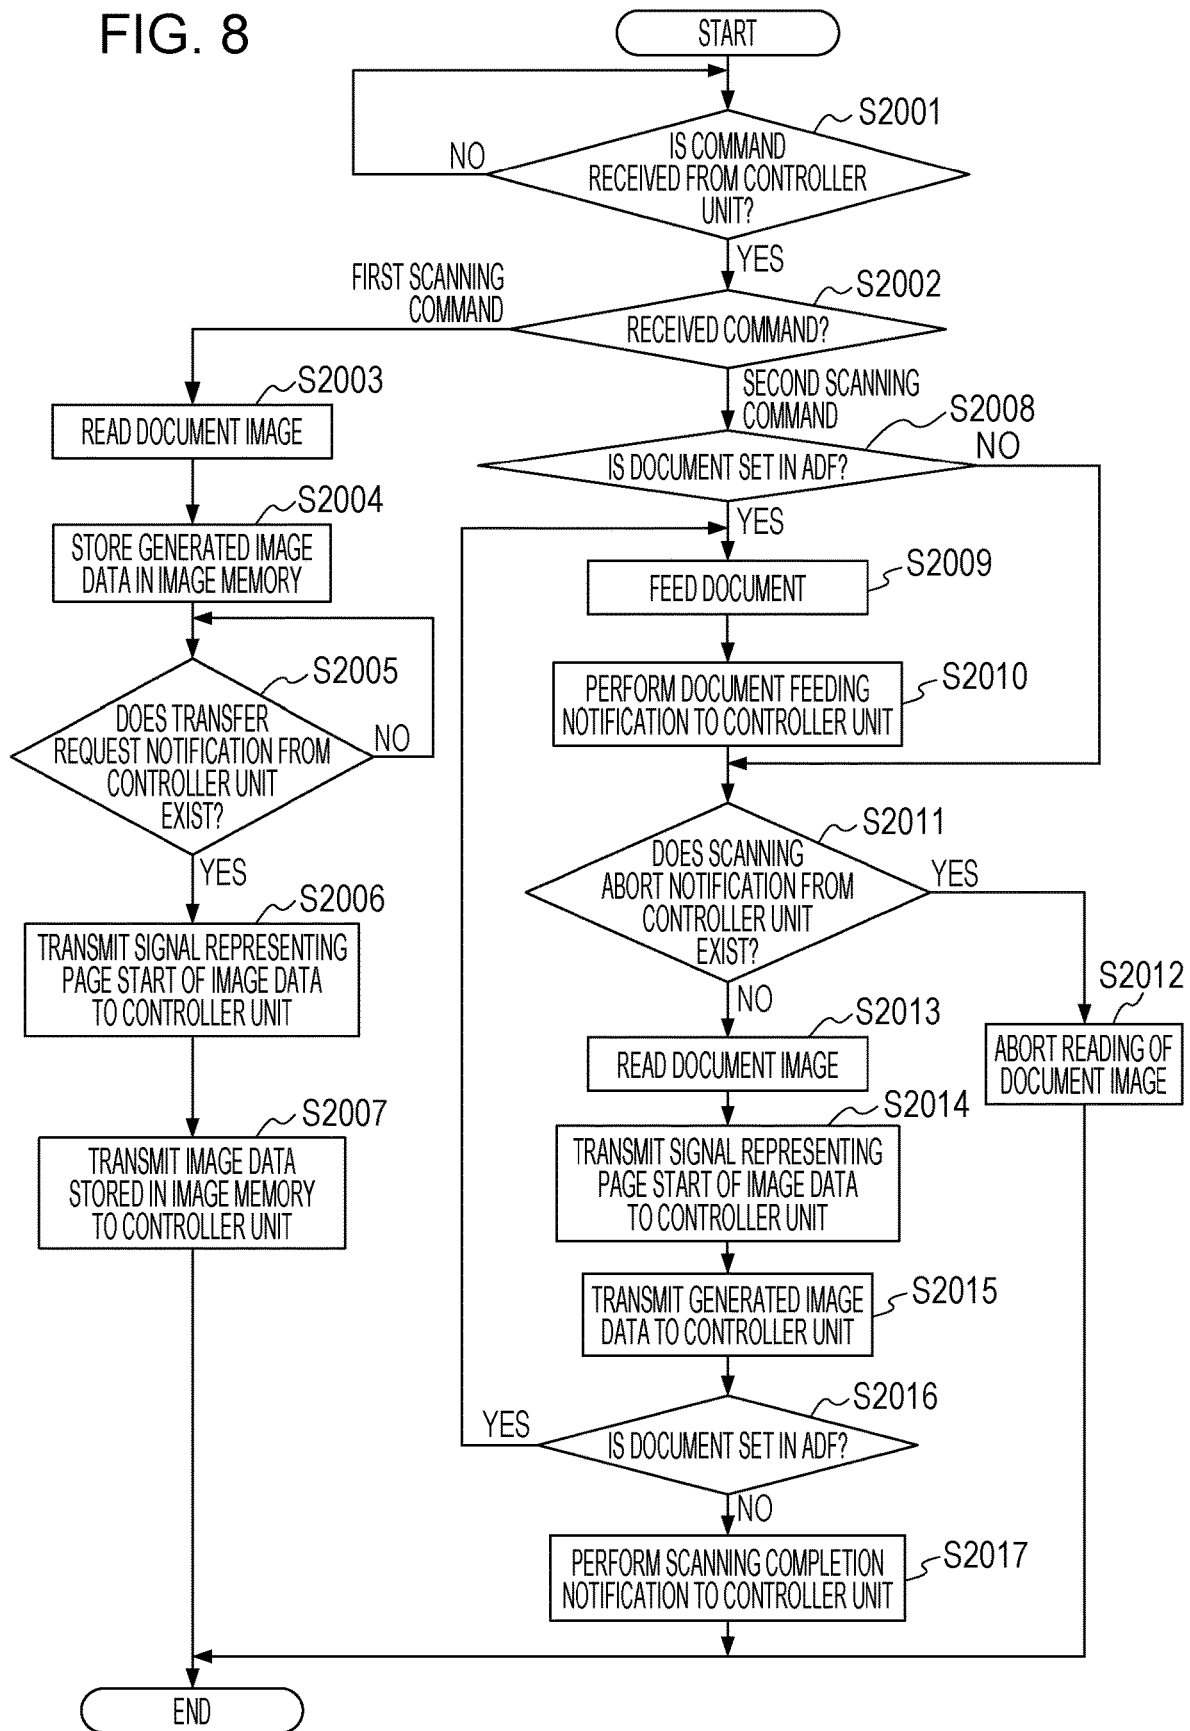 FIG. 8
START
S2001
IS COMMAND
RECEIVED FROM CONTROLLER
UNIT?
NO
YES
FIRST SCANNING
COMMAND
S2002
RECEIVED COMMAND?
SECOND SCANNING
COMMAND
S2003
READ DOCUMENT IMAGE
S2004
STORE GENERATED IMAGE
DATA IN IMAGE MEMORY
S2005
DOES TRANSFER
REQUEST NOTIFICATION FROM
CONTROLLER UNIT
EXIST?
NO
YES
S2006
TRANSMIT SIGNAL REPRESENTING
PAGE START OF IMAGE DATA
TO CONTROLLER UNIT
S2007
TRANSMIT IMAGE DATA
STORED IN IMAGE MEMORY
TO CONTROLLER UNIT
S2008
IS DOCUMENT SET IN ADF?
NO
YES
S2009
FEED DOCUMENT
S2010
PERFORM DOCUMENT FEEDING
NOTIFICATION TO CONTROLLER UNIT
S2011
DOES SCANNING
ABORT NOTIFICATION FROM
CONTROLLER UNIT
EXIST?
YES
NO
S2012
ABORT READING OF
DOCUMENT IMAGE
S2013
READ DOCUMENT IMAGE
S2014
TRANSMIT SIGNAL REPRESENTING
PAGE START OF IMAGE DATA
TO CONTROLLER UNIT
S2015
TRANSMIT GENERATED IMAGE
DATA TO CONTROLLER UNIT
S2016
IS DOCUMENT SET IN ADF?
YES
NO
S2017
PERFORM SCANNING COMPLETION
NOTIFICATION TO CONTROLLER UNIT
END